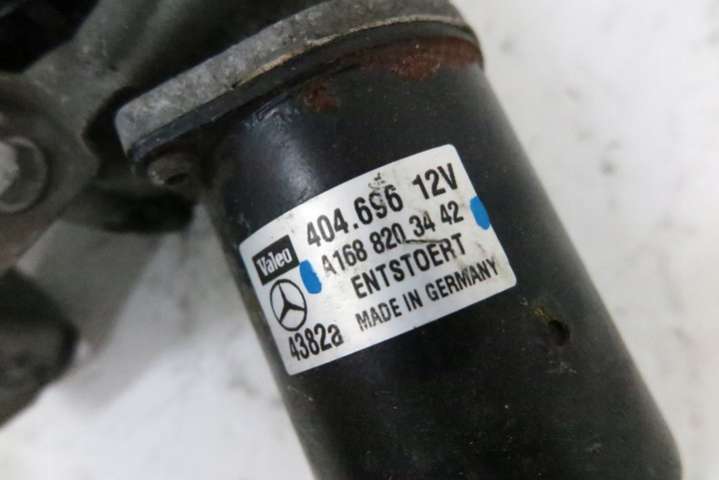 Valeo 404.696 12V
A168 820 34 42
ENTSTOERT
4382a MADE IN GERMANY